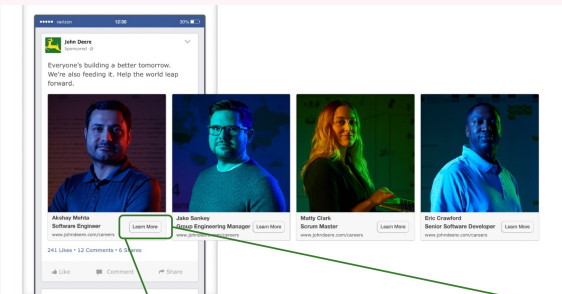 verizon 12:30 30%
John Deere
Sponsored
Everyone's building a better tomorrow.
We're also feeding it. Help the world leap
forward.
Akshay Mehta
Software Engineer
www.johndeere.com/careers
Learn More
Jake Sankey
Group Engineering Manager
www.johndeere.com/careers
Learn More
Matty Clark
Scrum Master
www.johndeere.com/careers
Learn More
Eric Crawford
Senior Software Developer
www.johndeere.com/careers
Learn More
241 Likes • 12 Comments • 6 Shares
Like Comment Share